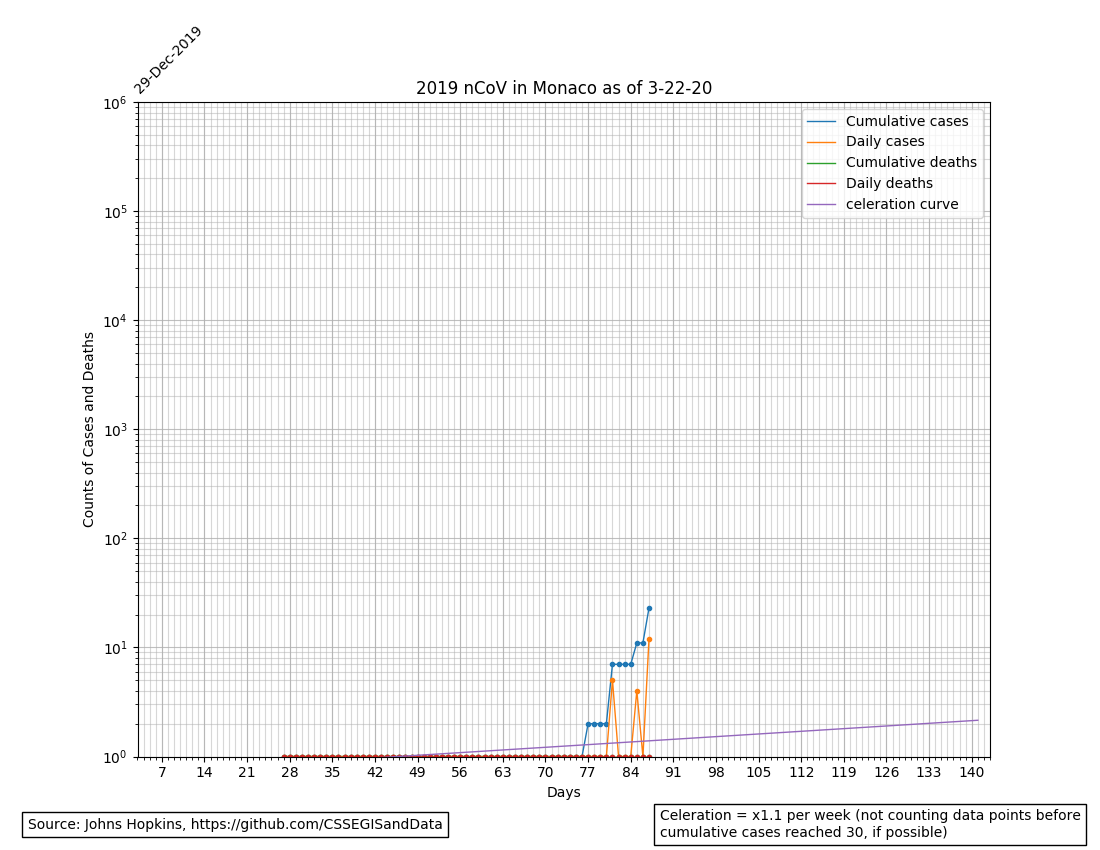 29-Dec-2019
2019 nCoV in Monaco as of 3-22-20
10^6
10^5
10^4
10^3
10^2
10^1
10^0
Counts of Cases and Deaths
Cumulative cases
Daily cases
Cumulative deaths
Daily deaths
celeration curve
7 14 21 28 35 42 49 56 63 70 77 84 91 98 105 112 119 126 133 140
Days
Source: Johns Hopkins, https://github.com/CSSEGISandData
Celeration = x1.1 per week (not counting data points before
cumulative cases reached 30, if possible)